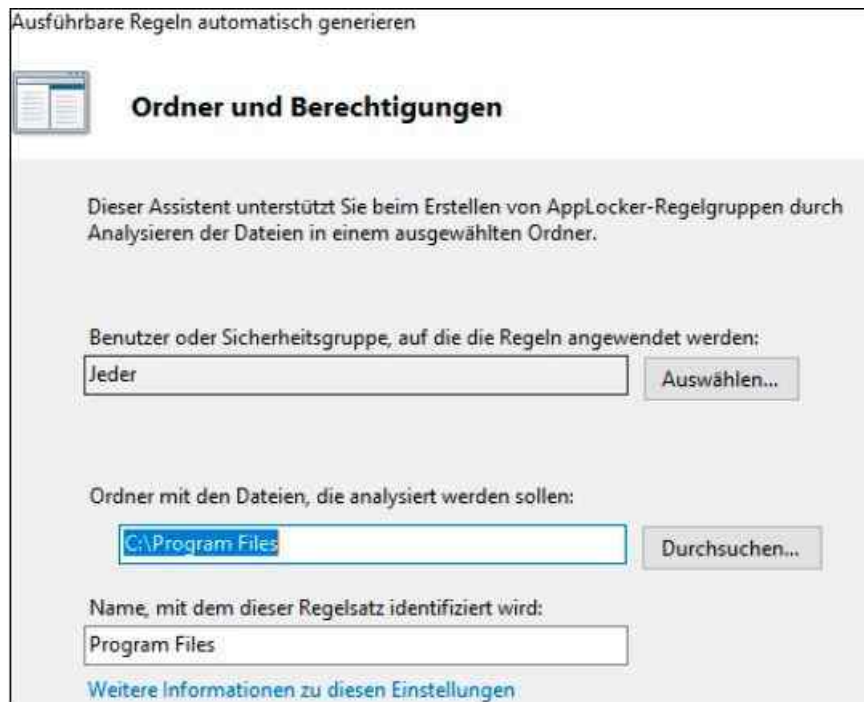 Ausführbare Regeln automatisch generieren
Ordner und Berechtigungen
Dieser Assistent unterstützt Sie beim Erstellen von AppLocker-Regelgruppen durch
Analysieren der Dateien in einem ausgewählten Ordner.
Benutzer oder Sicherheitsgruppe, auf die die Regeln angewendet werden:
Jeder
Auswählen...
Ordner mit den Dateien, die analysiert werden sollen:
C:\Program Files
Durchsuchen...
Name, mit dem dieser Regelsatz identifiziert wird:
Program Files
Weitere Informationen zu diesen Einstellungen